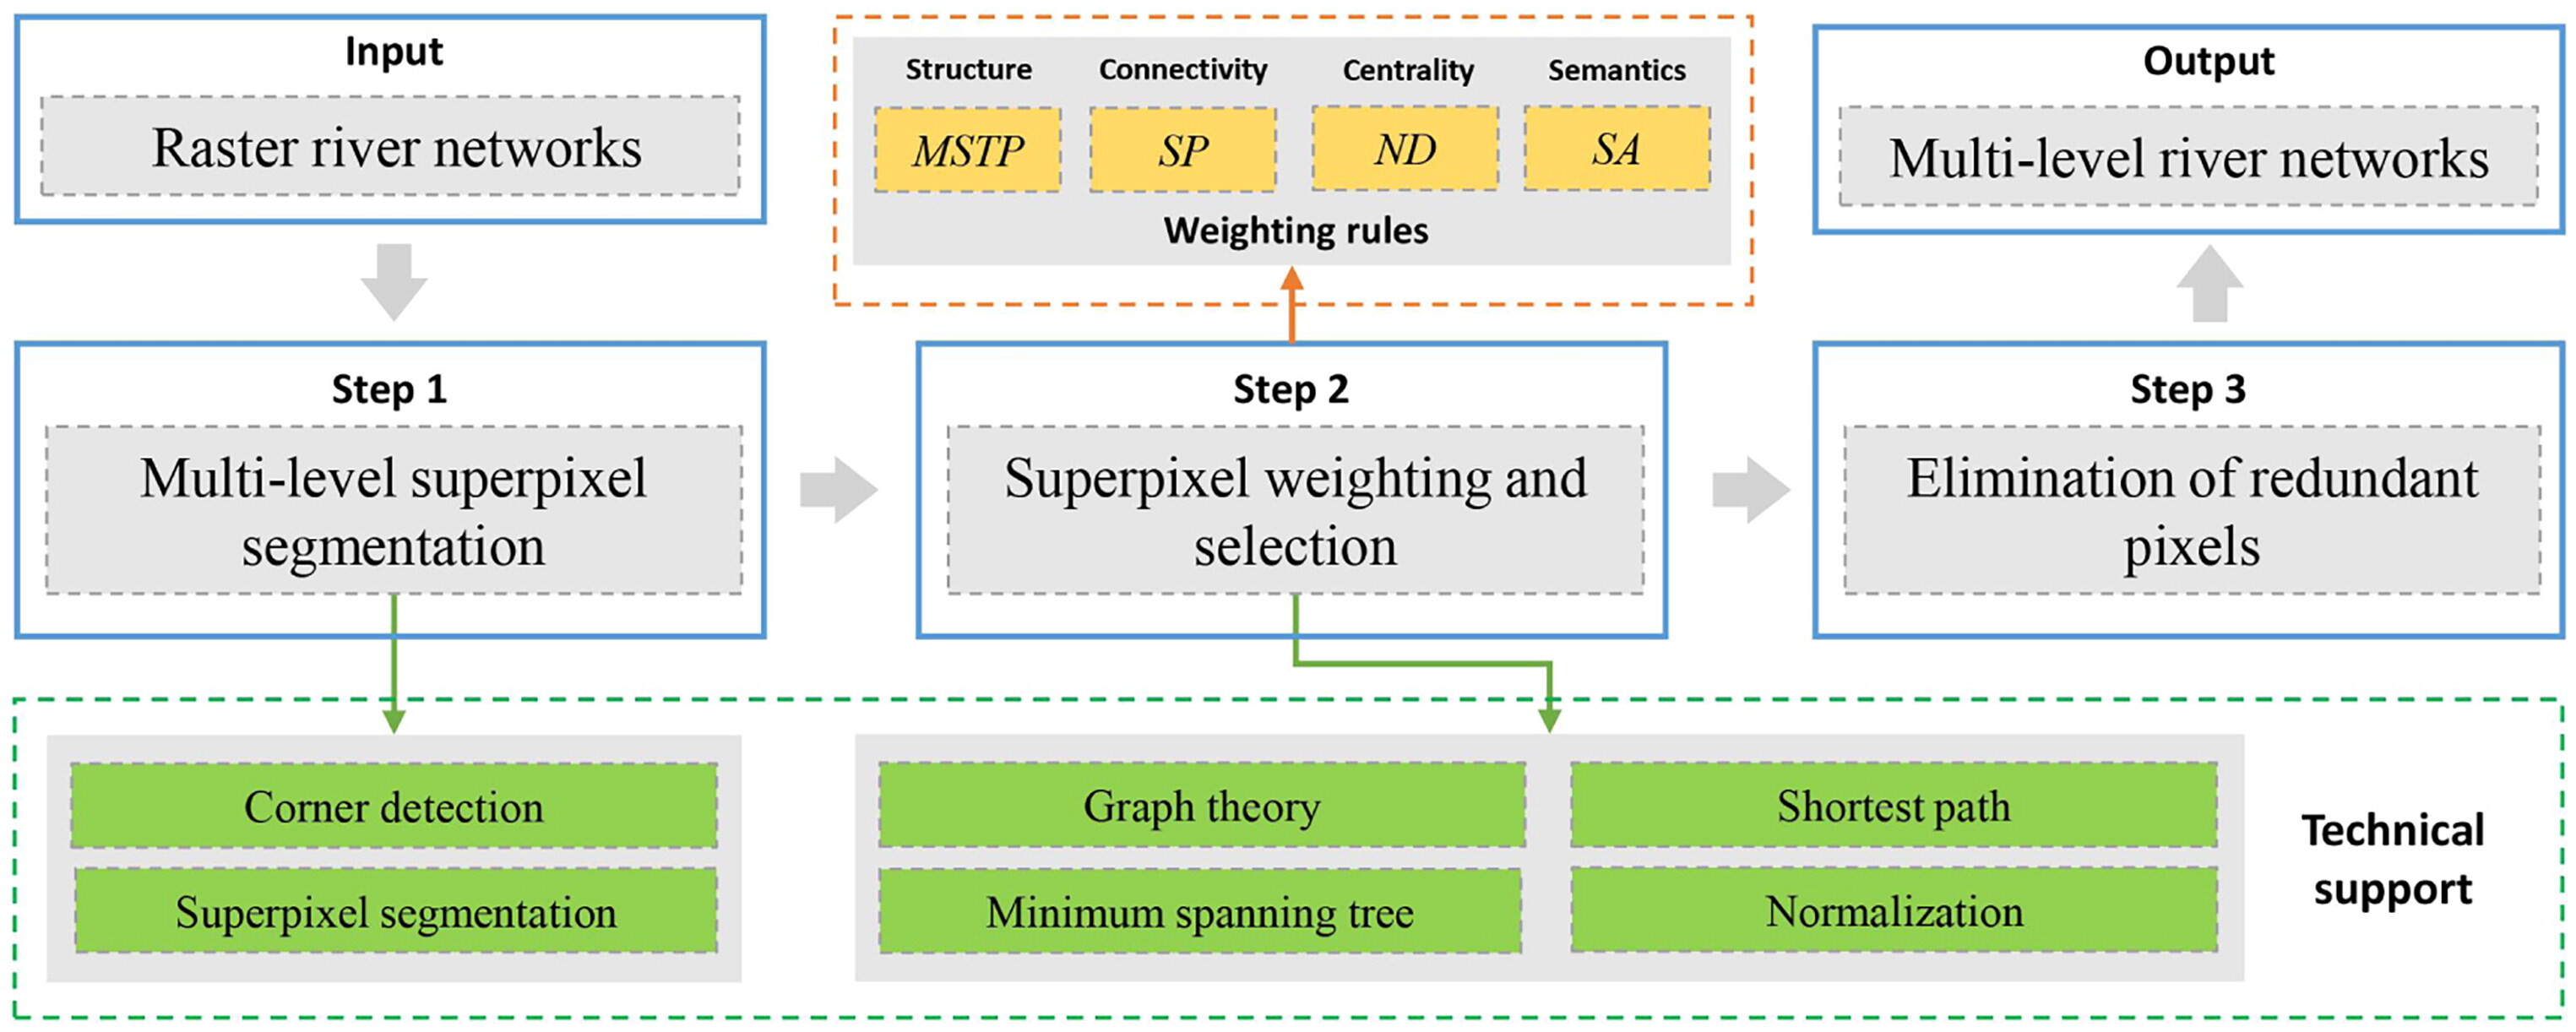 Input
Raster river networks
Structure
Connectivity
Centrality
Semantics
MSTP
SP
ND
SA
Weighting rules
Output
Multi-level river networks
Step 1
Multi-level superpixel
segmentation
Step 2
Superpixel weighting and
selection
Step 3
Elimination of redundant
pixels
Corner detection
Superpixel segmentation
Graph theory
Shortest path
Minimum spanning tree
Normalization
Technical
support